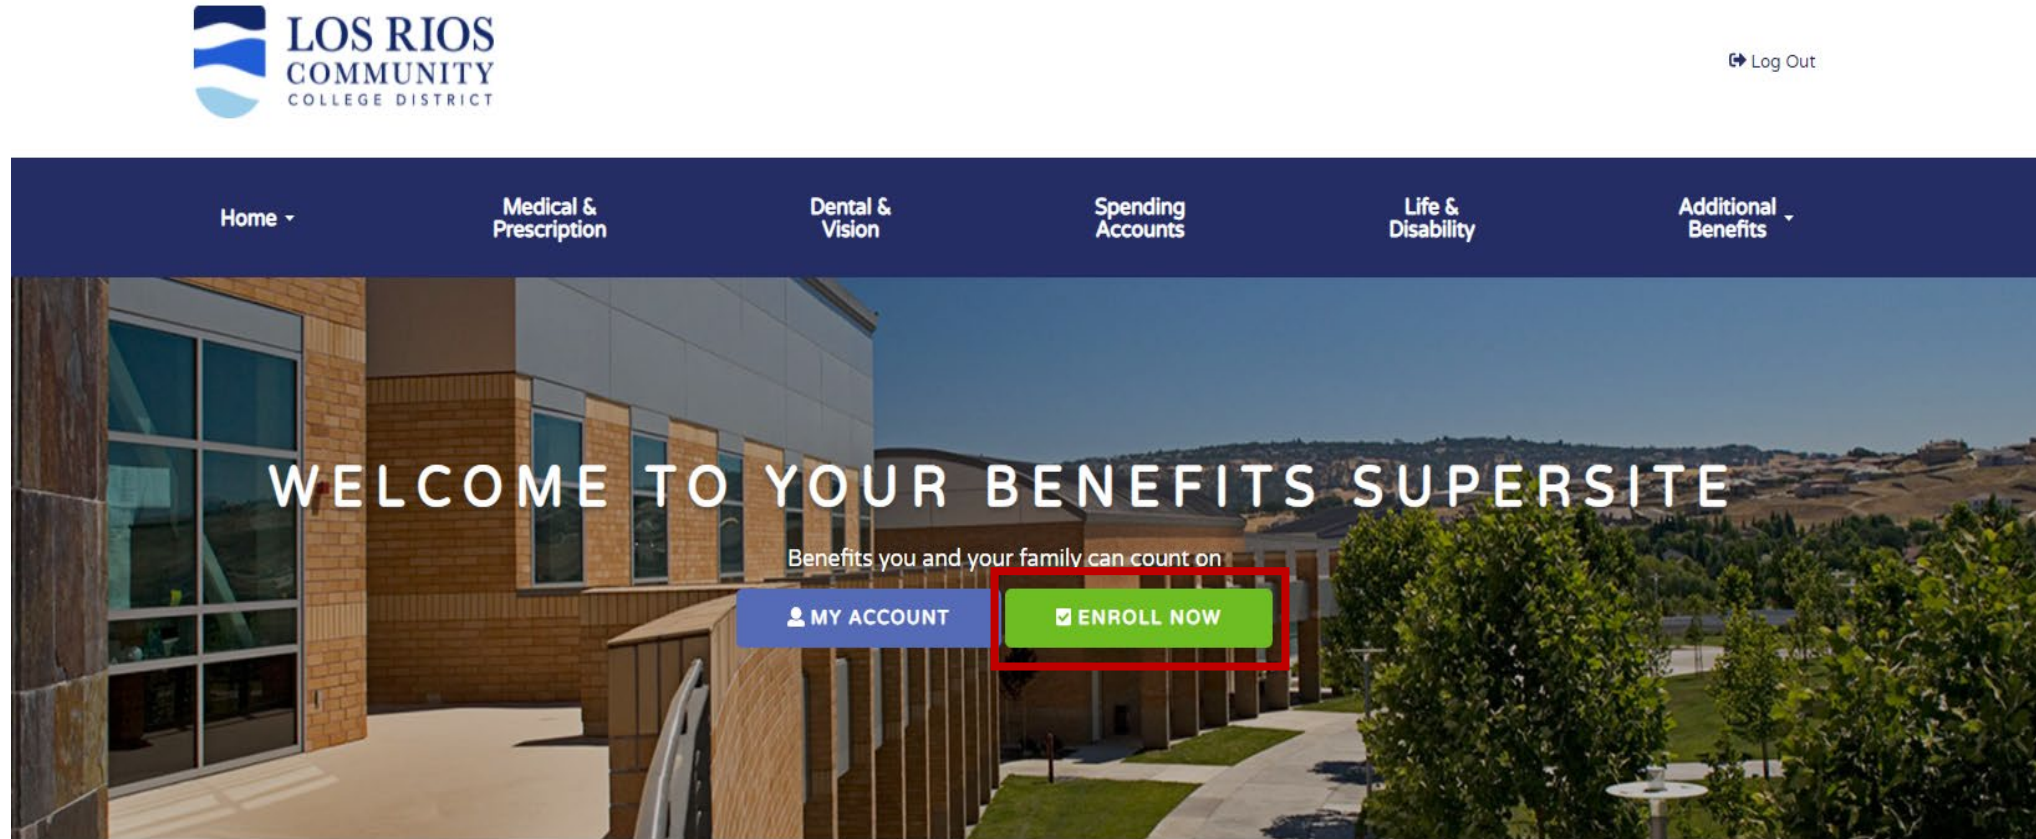 LOS RIOS
COMMUNITY
COLLEGE DISTRICT
Log Out
Home
Medical &
Prescription
Dental &
Vision
Spending
Accounts
Life &
Disability
Additional
Benefits
WELCOME TO YOUR BENEFITS SUPERSITE
Benefits you and your family can count on
MY ACCOUNT
ENROLL NOW